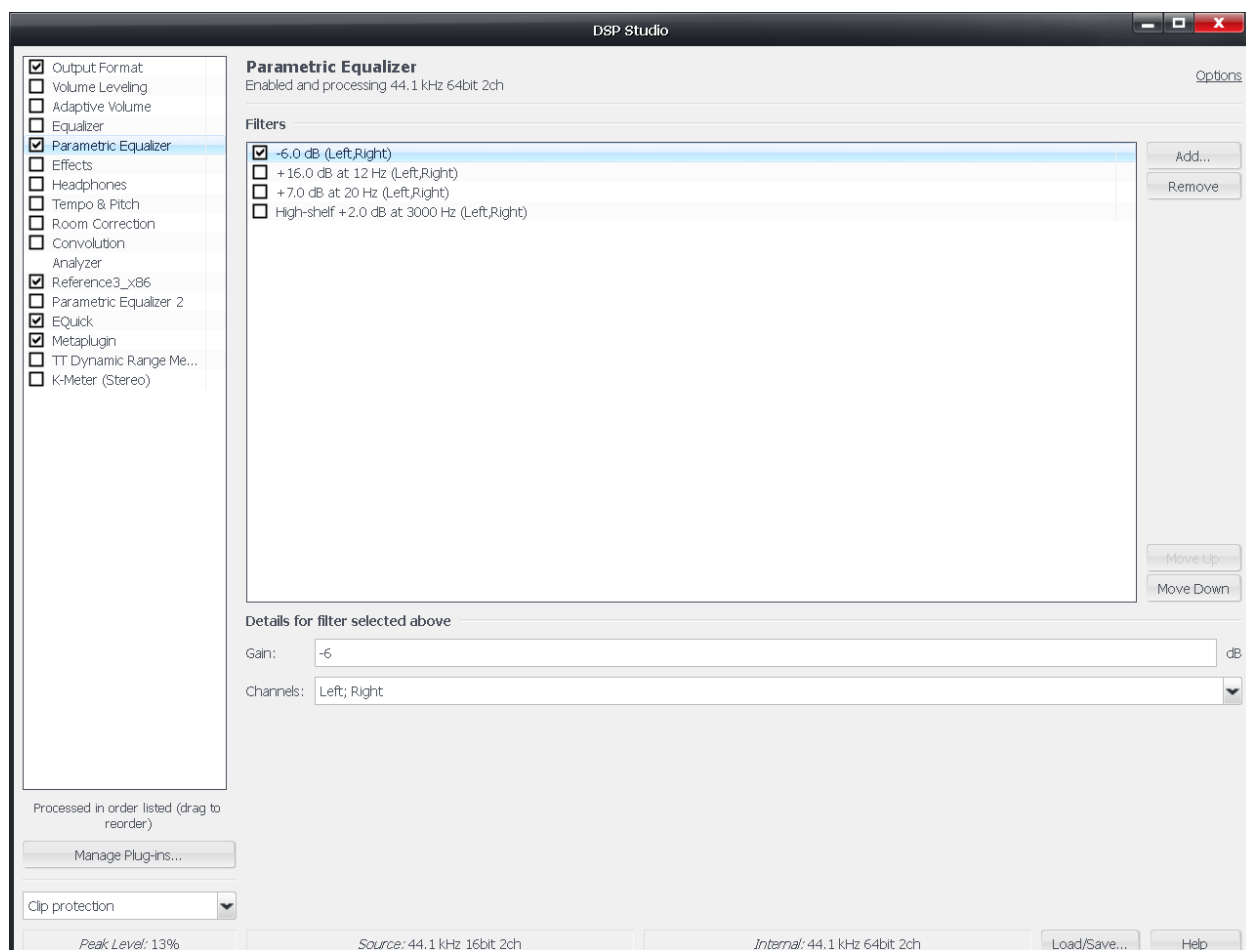 DSP Studio
Output Format
Volume Leveling
Adaptive Volume
Equalizer
Parametric Equalizer
Effects
Headphones
Tempo & Pitch
Room Correction
Convolution
Analyzer
Reference3_x86
Parametric Equalizer 2
EQuick
Metaplugin
TT Dynamic Range Me...
K-Meter (Stereo)
Processed in order listed (drag to
reorder)
Manage Plug-ins...
Clip protection
Peak Level: 13%
Parametric Equalizer
Enabled and processing 44.1 kHz 64bit 2ch
Options
Filters
-6.0 dB (Left,Right)
+16.0 dB at 12 Hz (Left,Right)
+7.0 dB at 20 Hz (Left,Right)
High-shelf +2.0 dB at 3000 Hz (Left,Right)
Add...
Remove
Move Up
Move Down
Details for filter selected above
Gain: -6 dB
Channels: Left; Right
Source: 44.1 kHz 16bit 2ch
Internal: 44.1 kHz 64bit 2ch
Load/Save...
Help